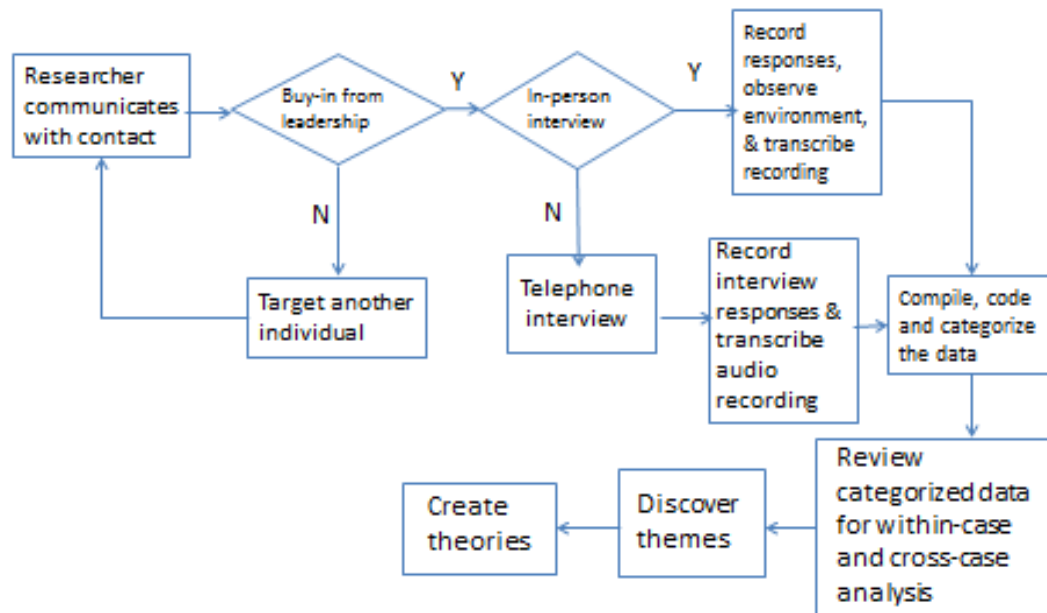 Researcher
communicates
with contact
Buy-in from
leadership
Y
In-person
interview
Y
Record
responses,
observe
environment,
& transcribe
recording
N
N
Target another
individual
Telephone
interview
Record
interview
responses &
transcribe
audio
recording
Compile, code
and categorize
the data
Review
categorized data
for within-case
and cross-case
analysis
Discover
themes
Create
theories